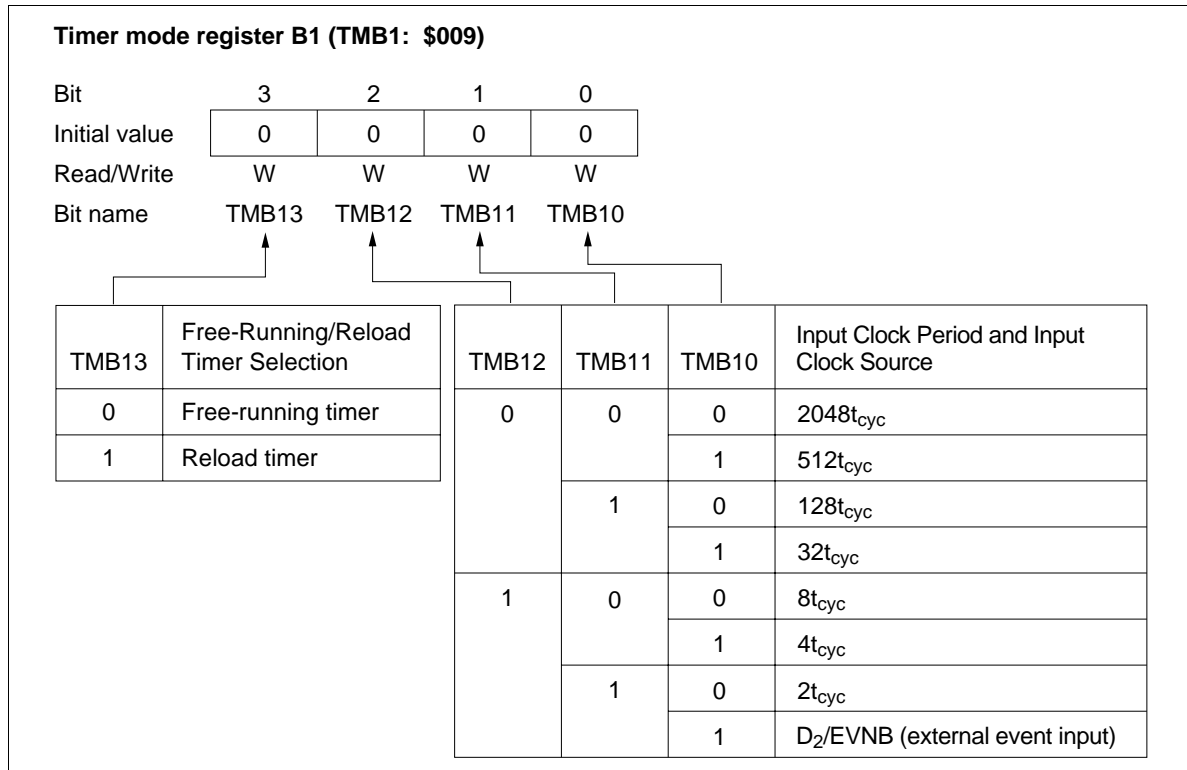 Timer mode register B1 (TMB1: $009)
Bit 3 2 1 0
Initial value 0 0 0 0
Read/Write W W W W
Bit name TMB13 TMB12 TMB11 TMB10
TMB13 Free-Running/Reload
Timer Selection
0 Free-running timer
1 Reload timer
TMB12 TMB11 TMB10 Input Clock Period and Input
Clock Source
0 0 0 2048tcyc
1 512tcyc
1 0 128tcyc
1 32tcyc
1 0 0 8tcyc
1 4tcyc
1 0 2tcyc
1 D2/EVNB (external event input)